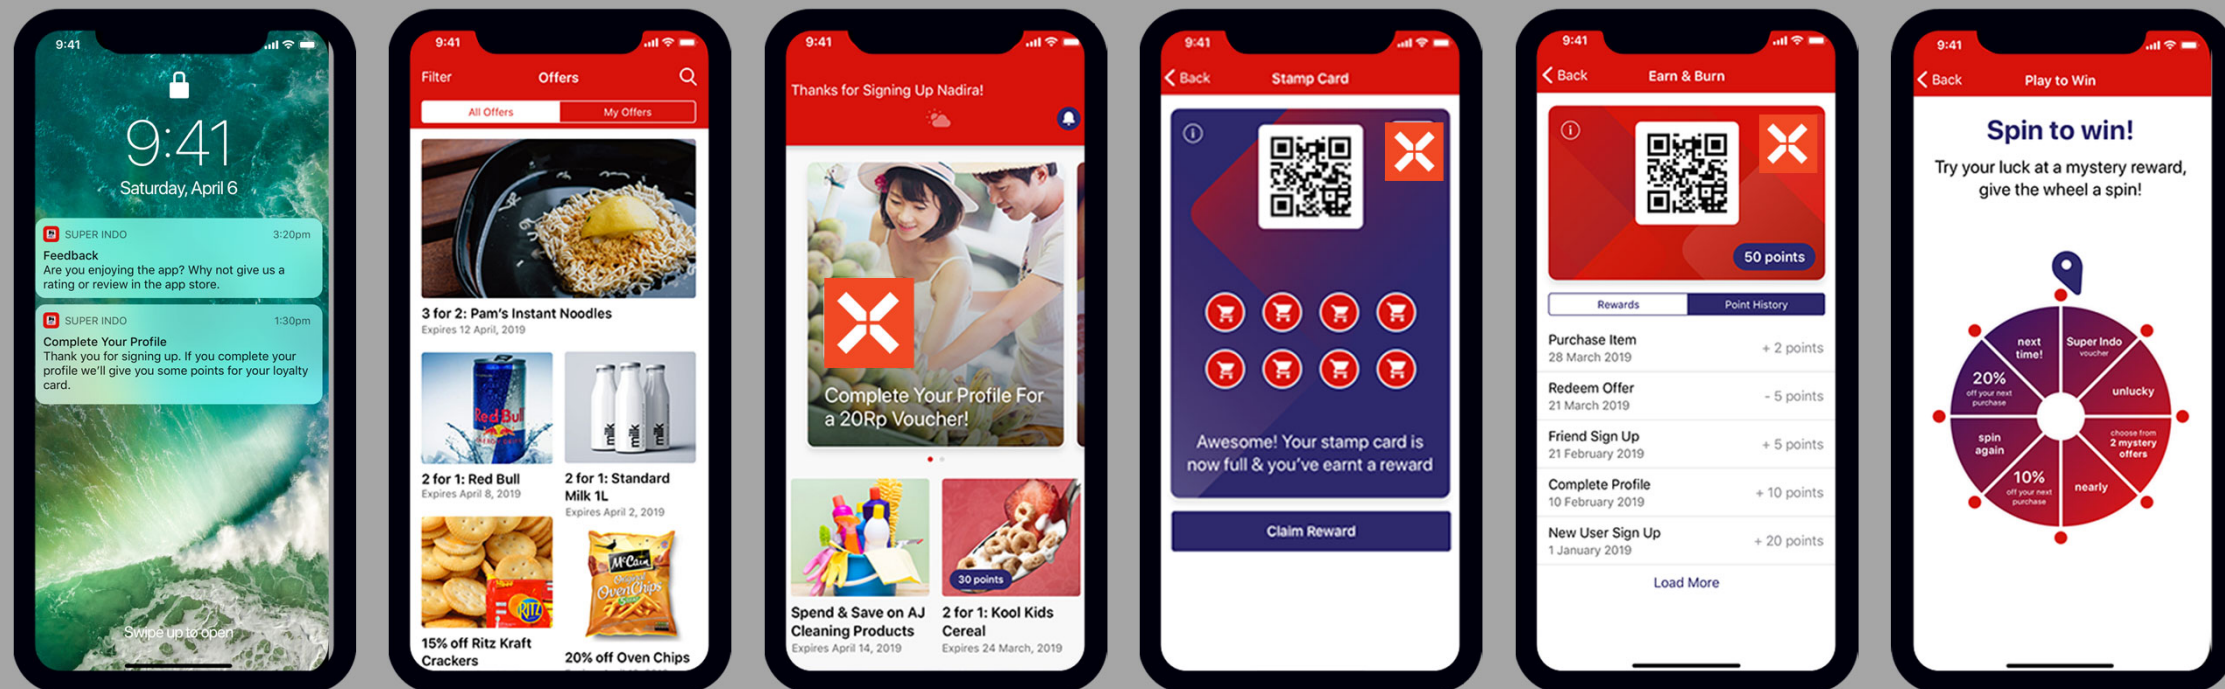 9:41
9:41
Saturday, April 6
SUPER INDO 3:20pm
Feedback
Are you enjoying the app? Why not give us a
rating or review in the app store.
SUPER INDO 1:30pm
Complete Your Profile
Thank you for signing up. If you complete your
profile we'll give you some points for your loyalty
card.
Swipe up to open
9:41
Filter Offers
All Offers My Offers
3 for 2: Pam's Instant Noodles
Expires 12 April, 2019
Red Bull
2 for 1: Red Bull
Expires April 8, 2019
milk milk milk
2 for 1: Standard
Milk 1L
Expires April 2, 2019
RITZ
15% off Ritz Kraft
Crackers
McCain
Original
Oven Chips
20% off Oven Chips
9:41
Thanks for Signing Up Nadira!
Complete Your Profile For
a 20Rp Voucher!
Spend & Save on AJ
Cleaning Products
Expires April 14, 2019
30 points
2 for 1: Kool Kids
Cereal
Expires 24 March, 2019
9:41
Back Stamp Card
Awesome! Your stamp card is
now full & you've earnt a reward
Claim Reward
9:41
Back Earn & Burn
50 points
Rewards Point History
Purchase Item
28 March 2019
+ 2 points
Redeem Offer
21 March 2019
- 5 points
Friend Sign Up
21 February 2019
+ 5 points
Complete Profile
10 February 2019
+ 10 points
New User Sign Up
1 January 2019
+ 20 points
Load More
9:41
Back Play to Win
Spin to win!
Try your luck at a mystery reward,
give the wheel a spin!
next
time!
Super Indo
voucher
unlucky
choose from
2 mystery
offers
nearly
10%
off your next
purchase
spin
again
20%
off your next
purchase